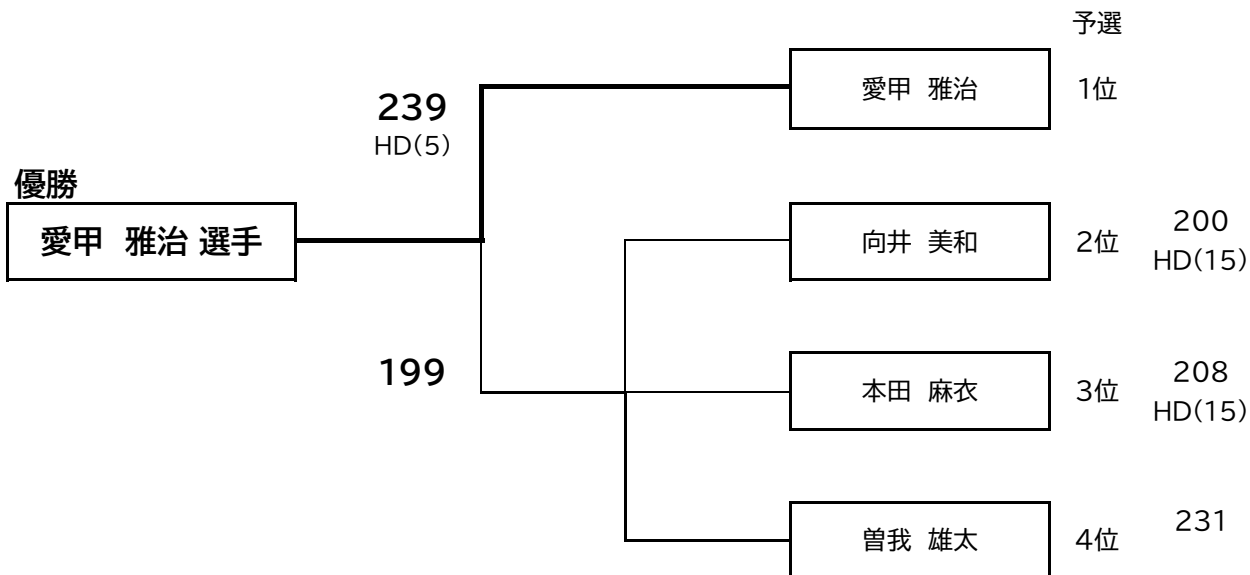 予選
愛甲 雅治
1位
239
HD(5)
優勝
愛甲 雅治 選手
向井 美和
2位
200
HD(15)
199
本田 麻衣
3位
208
HD(15)
曽我 雄太
4位
231